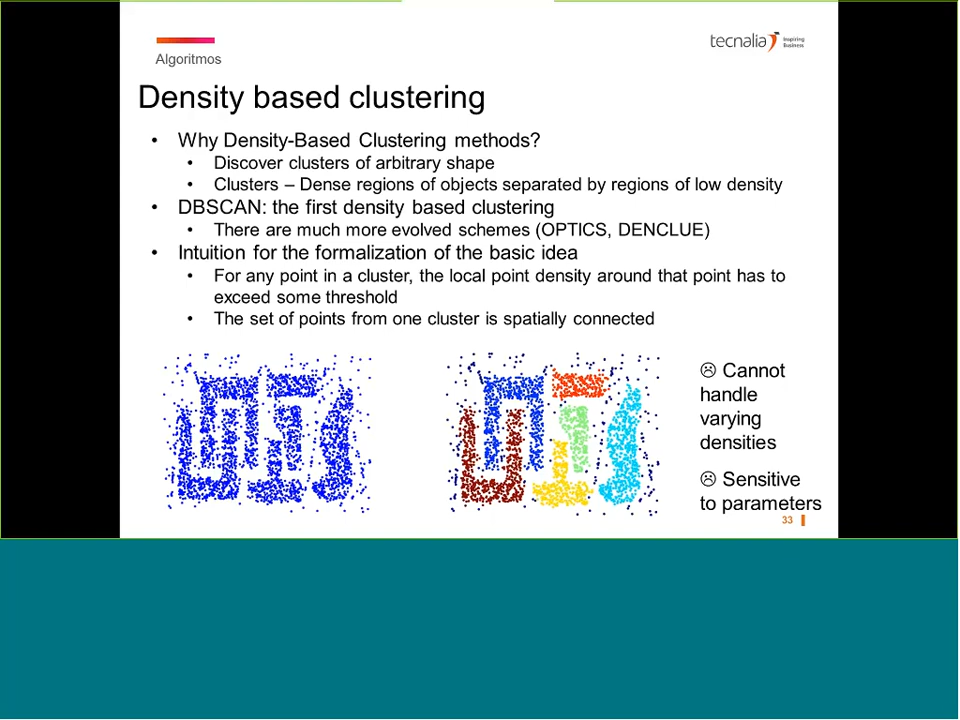 tecnalia Inspiring Business
Algoritmos
Density based clustering
• Why Density-Based Clustering methods?
• Discover clusters of arbitrary shape
• Clusters – Dense regions of objects separated by regions of low density
• DBSCAN: the first density based clustering
• There are much more evolved schemes (OPTICS, DENCLUE)
• Intuition for the formalization of the basic idea
• For any point in a cluster, the local point density around that point has to
exceed some threshold
• The set of points from one cluster is spatially connected
☹ Cannot
handle
varying
densities
☹ Sensitive
to parameters
33